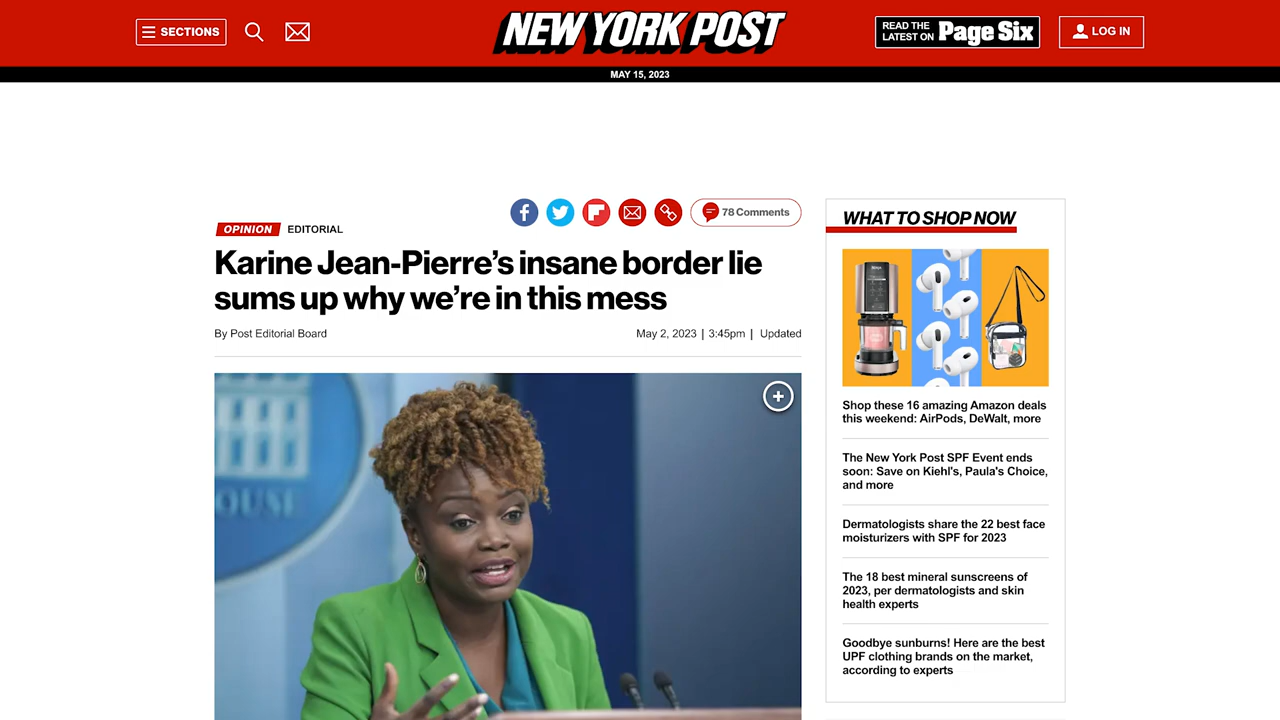 SECTIONS
NEW YORK POST
READ THE
LATEST ON
Page Six
LOG IN
MAY 15, 2023
78 Comments
OPINION EDITORIAL
Karine Jean-Pierre's insane border lie
sums up why we're in this mess
By Post Editorial Board
May 2, 2023 | 3:45pm | Updated
OUSE
WHAT TO SHOP NOW
Shop these 16 amazing Amazon deals
this weekend: AirPods, DeWalt, more
The New York Post SPF Event ends
soon: Save on Kiehl's, Paula's Choice,
and more
Dermatologists share the 22 best face
moisturizers with SPF for 2023
The 18 best mineral sunscreens of
2023, per dermatologists and skin
health experts
Goodbye sunburns! Here are the best
UPF clothing brands on the market,
according to experts